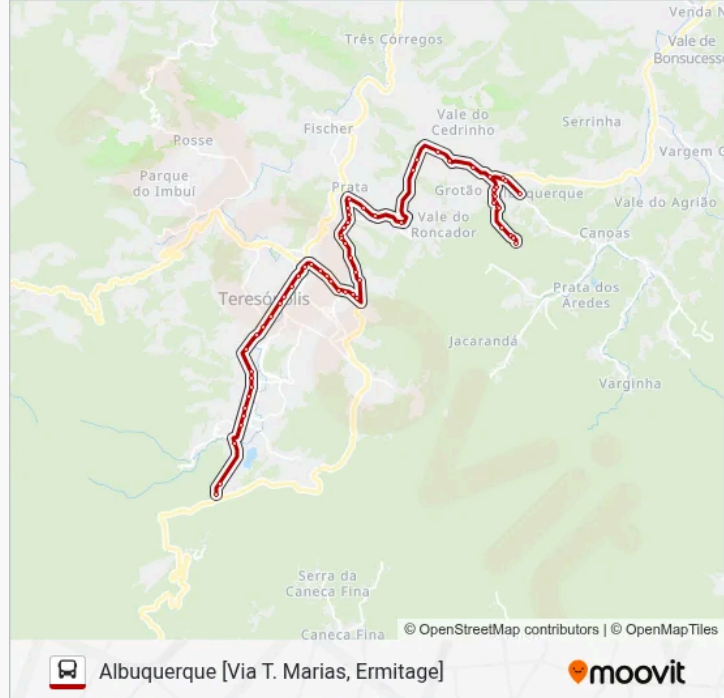 Venda N
Três Córregos
Vale de
Bonsucess
Vale do
Cedrinho
Serrinha
Fischer
Posse
Vargem G
Parque
do Imbuí
Prata
Grotão
Vale do Agrião
Vale do
Roncador
Canoas
Teresópolis
Prata dos
Aredes
Jacarandá
Varginha
Serra da
Caneca Fina
Caneca Fina
© OpenStreetMap contributors | © OpenMapTiles
Albuquerque [Via T. Marias, Ermitage]
moovit